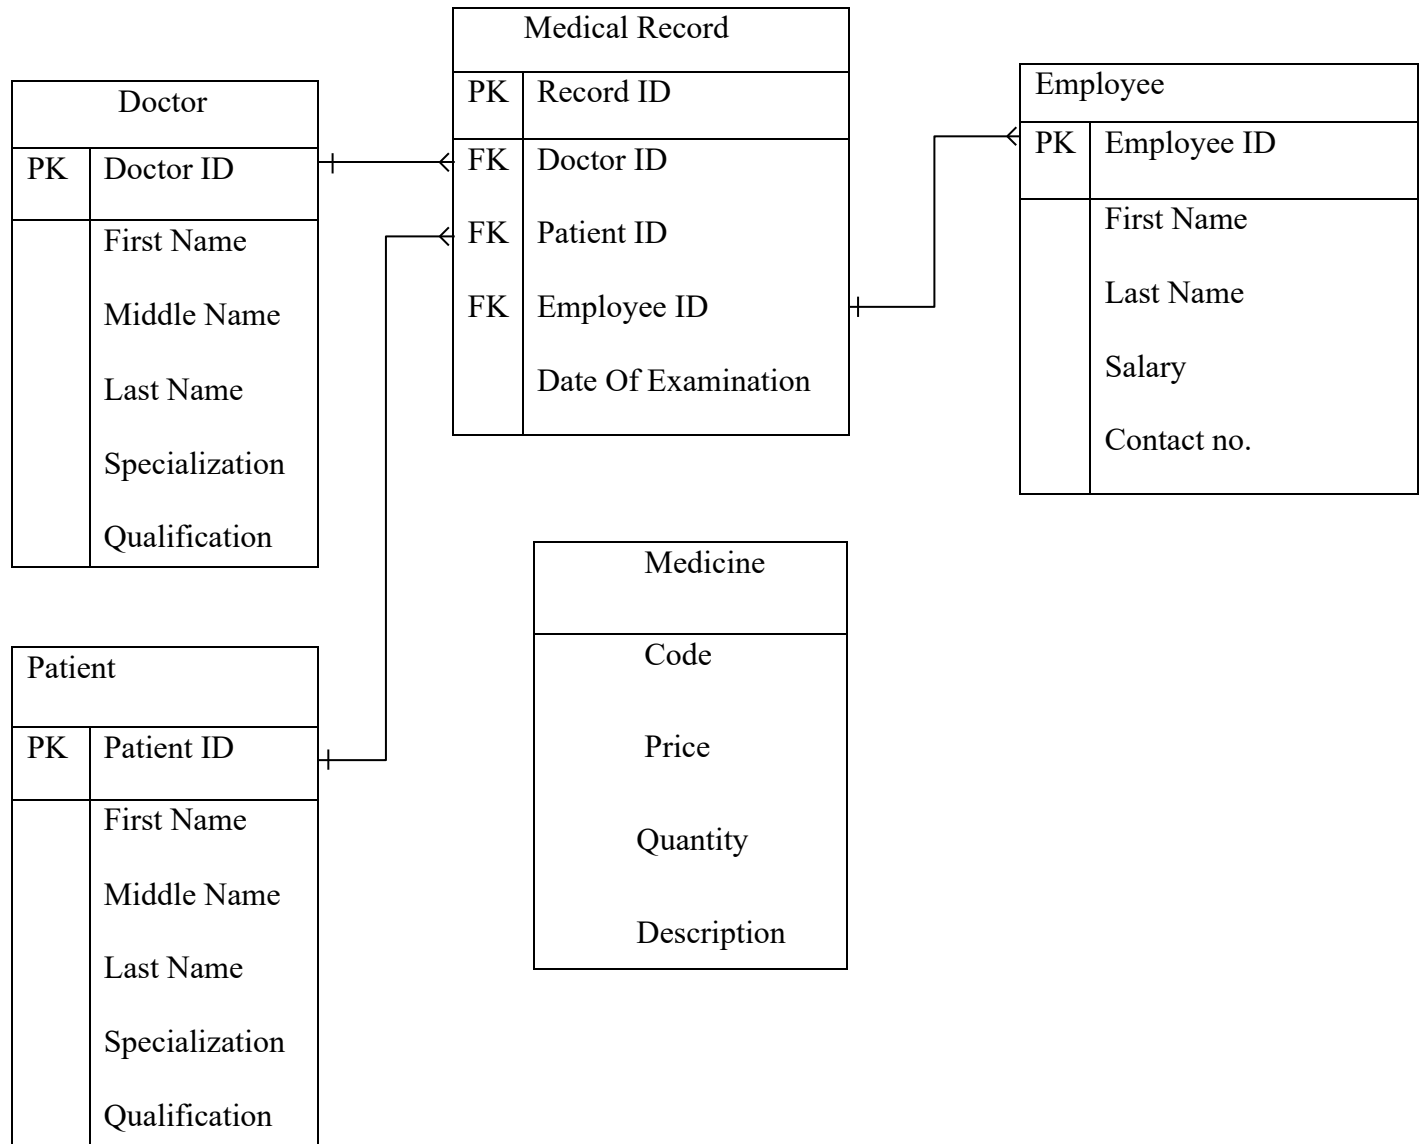 Medical Record
PK Record ID
FK Doctor ID
FK Patient ID
FK Employee ID
Date Of Examination
Doctor
PK Doctor ID
First Name
Middle Name
Last Name
Specialization
Qualification
Employee
PK Employee ID
First Name
Last Name
Salary
Contact no.
Patient
PK Patient ID
First Name
Middle Name
Last Name
Specialization
Qualification
Medicine
Code
Price
Quantity
Description